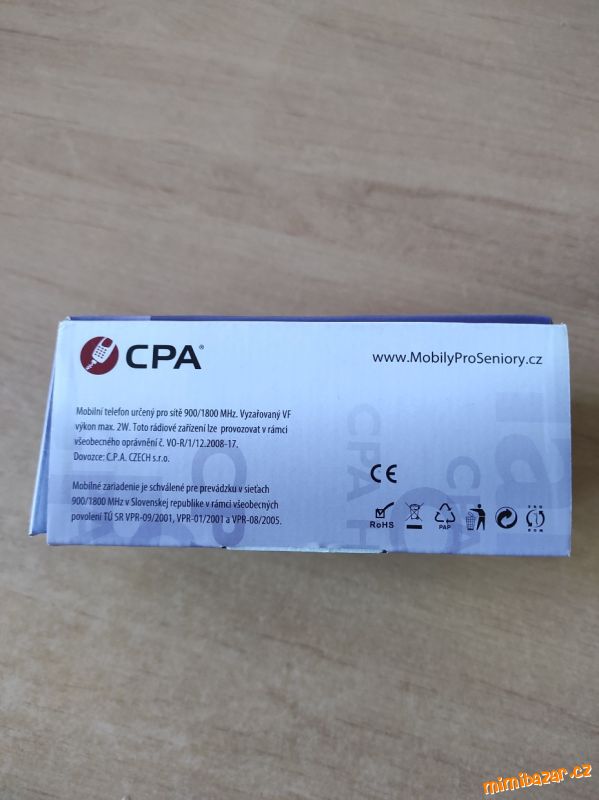 CPA®
www.MobilyProSeniory.cz
Mobilní telefon určený pro sítě 900/1800 MHz. Vyzařovaný VF
výkon max. 2W. Toto rádiové zařízení lze provozovat v rámci
všeobecného oprávnění č. VO-R/1/12.2008-17.
Dovozce: C.P.A. CZECH s.r.o.
Mobilné zariadenie je schválené pre prevádzku v sieťach
900/1800 MHz v Slovenskej republike v rámci všeobecných
povolení TÚ SR VPR-09/2001, VPR-01/2001 a VPR-08/2005.
CE
RoHS
PAP
CPA H
mimibazar.cz